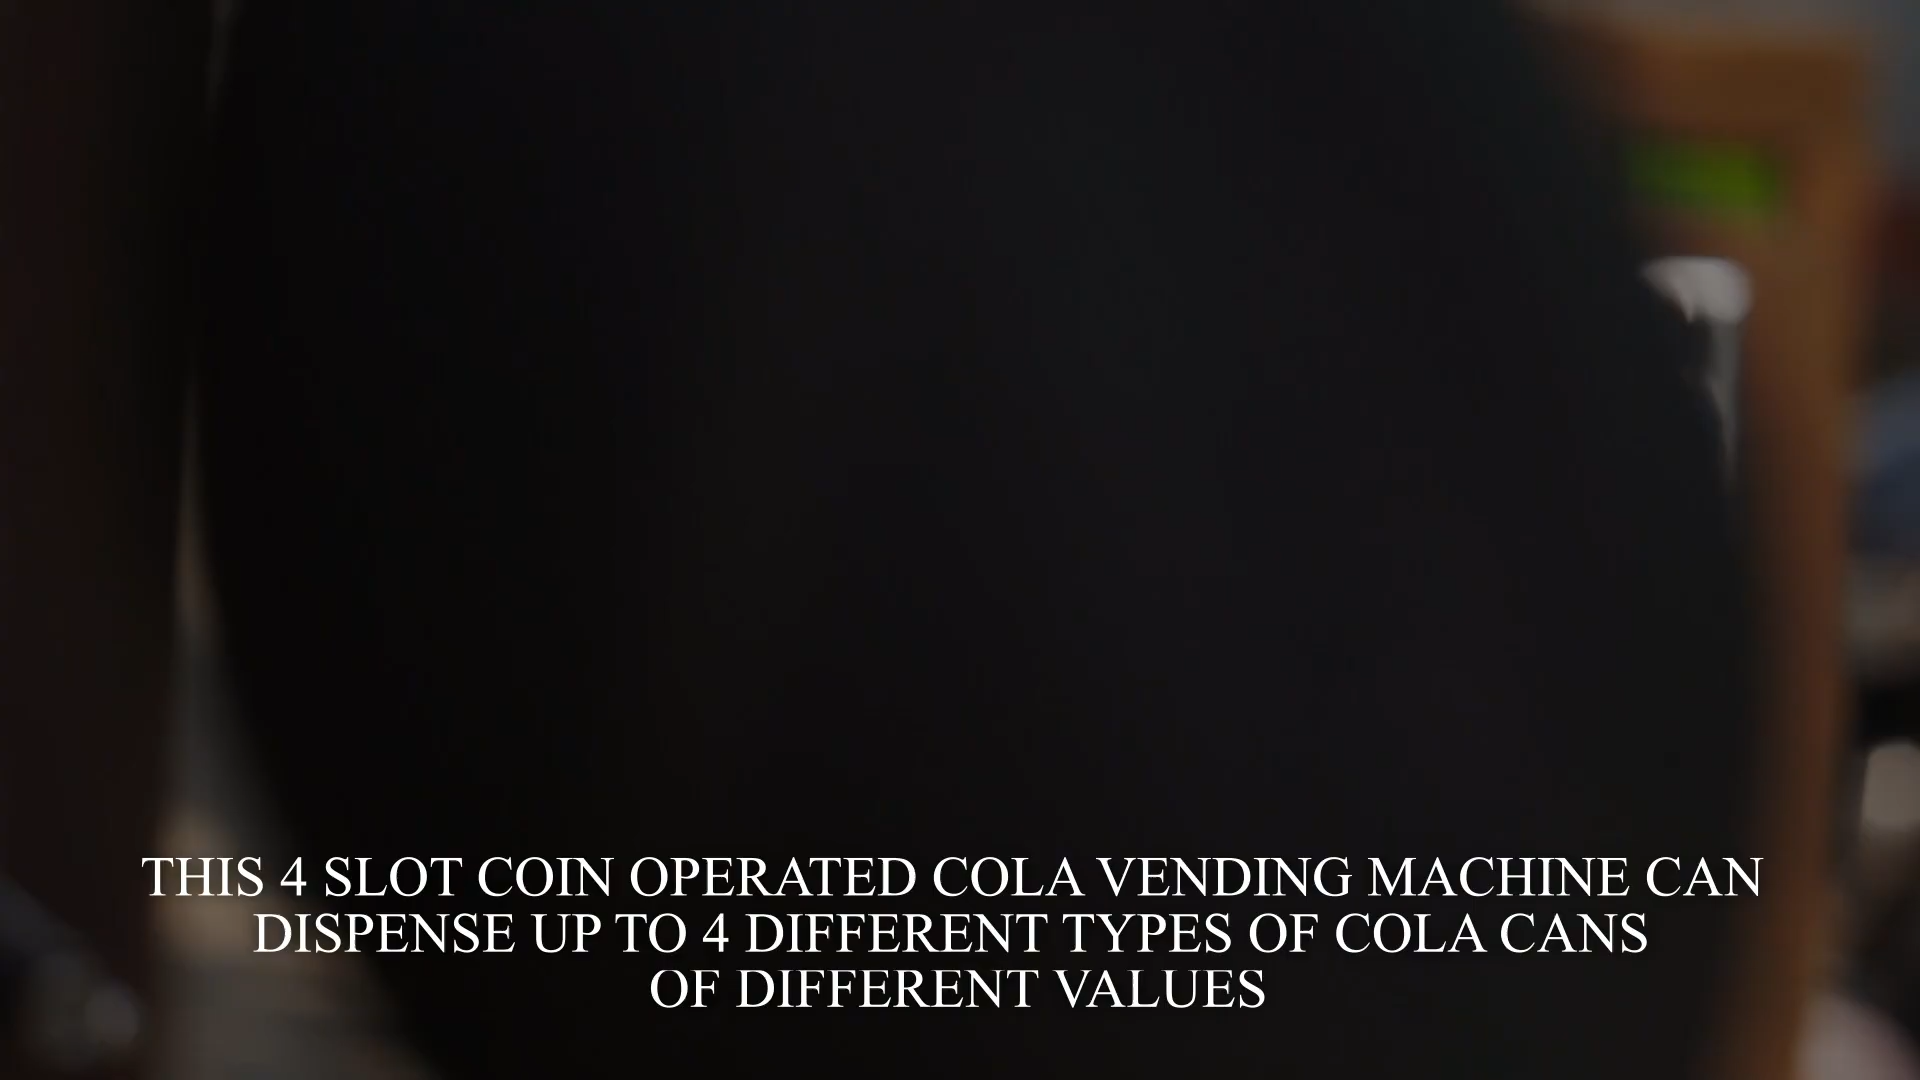 THIS 4 SLOT COIN OPERATED COLA VENDING MACHINE CAN
DISPENSE UP TO 4 DIFFERENT TYPES OF COLA CANS
OF DIFFERENT VALUES